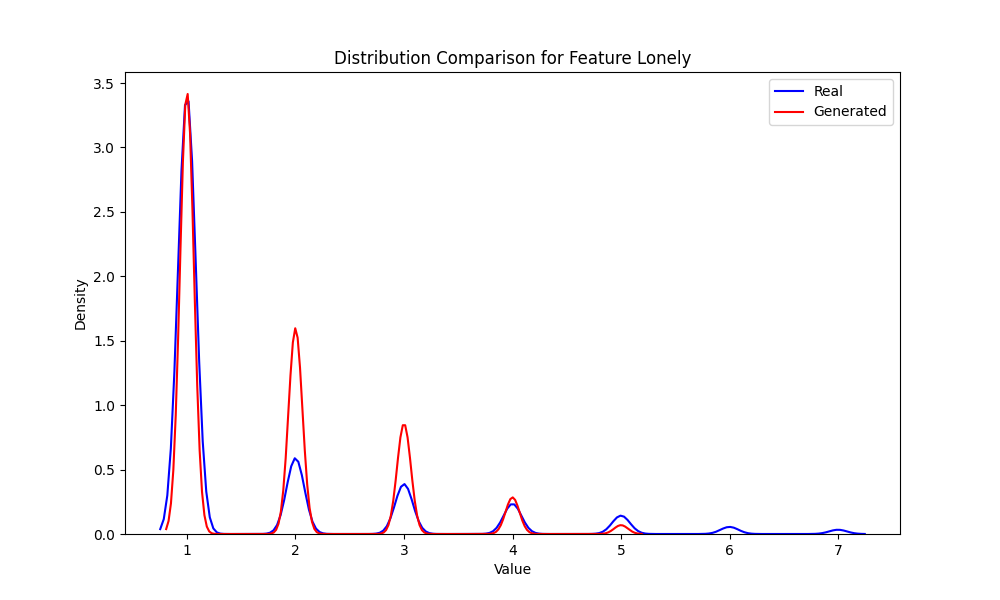 Distribution Comparison for Feature Lonely
Real
Generated
3.5
3.0
2.5
2.0
1.5
1.0
0.5
0.0
Density
1 2 3 4 5 6 7
Value